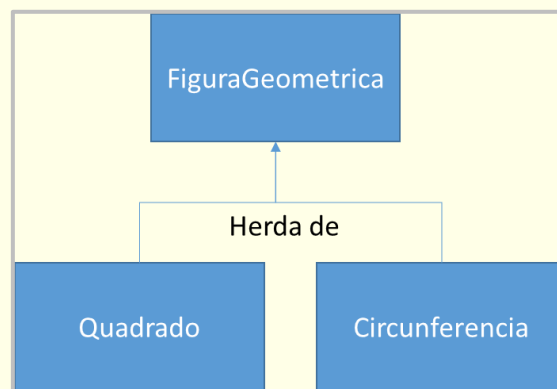 FiguraGeometrica
Herda de
Quadrado
Circunferencia